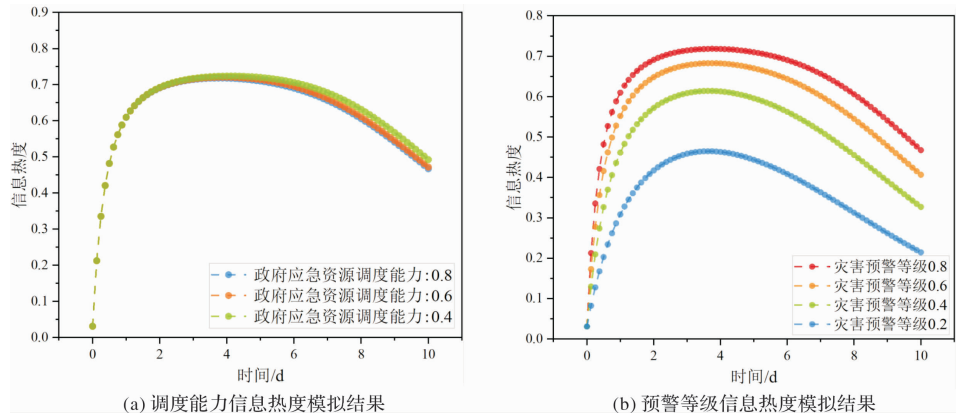 0.9
0.8
0.7
0.6
0.5
0.4
0.3
0.2
0.1
0.0
信息热度
政府应急资源调度能力:0.8
政府应急资源调度能力:0.6
政府应急资源调度能力:0.4
0 2 4 6 8 10
时间/d
(a) 调度能力信息热度模拟结果
0.8
0.7
0.6
0.5
0.4
0.3
0.2
0.1
0.0
信息热度
灾害预警等级0.8
灾害预警等级0.6
灾害预警等级0.4
灾害预警等级0.2
0 2 4 6 8 10
时间/d
(b) 预警等级信息热度模拟结果